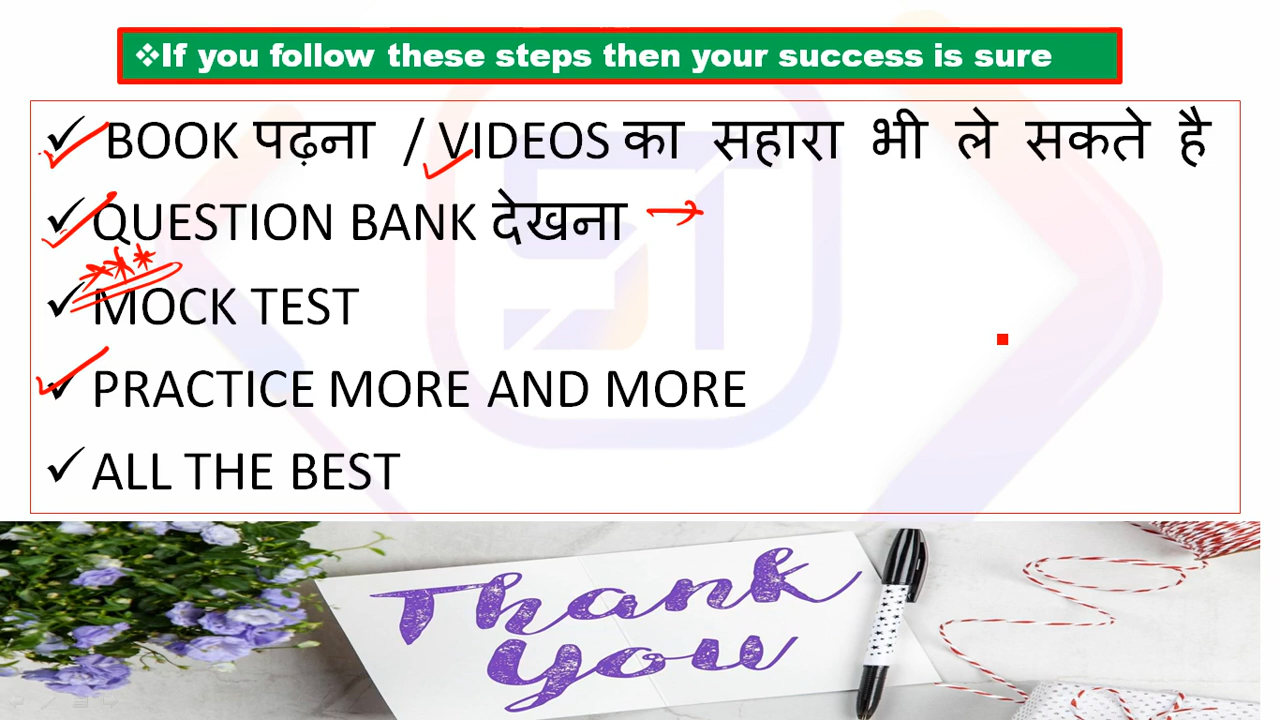 ❖If you follow these steps then your success is sure
✓ BOOK पढ़ना / VIDEOS का सहारा भी ले सकते है
✓ QUESTION BANK देखना →
✓ MOCK TEST
✓ PRACTICE MORE AND MORE
✓ ALL THE BEST
Thank
you